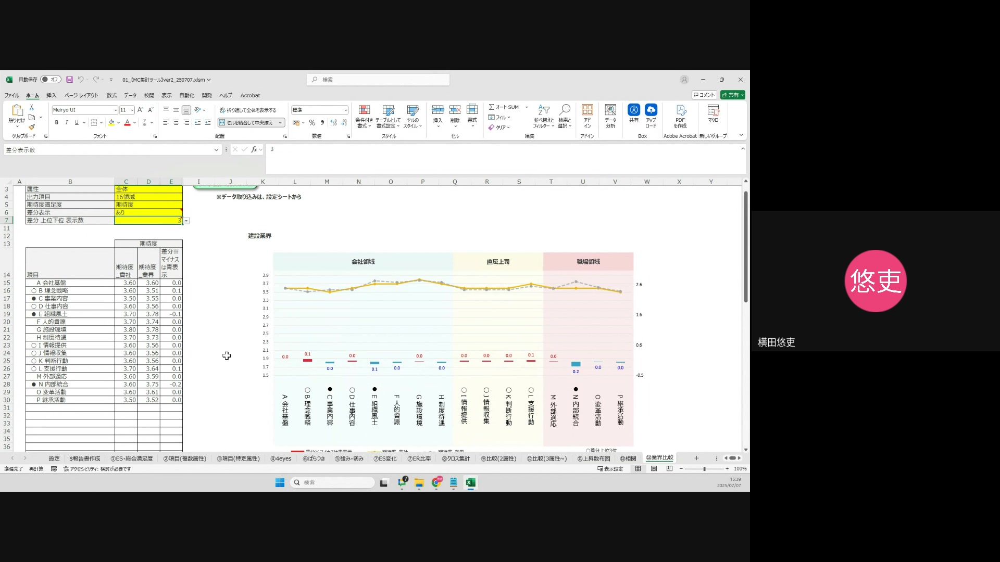 自動保存 オフ 01_【MC集計ツール】ver2_250707.xlsm 検索
ファイル ホーム 挿入 ページ レイアウト 数式 データ 校閲 表示 自動化 開発 ヘルプ Acrobat コメント 共有
貼り付け Meiryo UI 11 折り返して全体を表示する 標準 オート SUM
B I U セルを結合して中央揃え 条件付き書式 テーブルとして書式設定 セルのスタイル 挿入 削除 書式 フィル クリア 並べ替えとフィルター 検索と選択 アドイン データ分析 共有 アップロード PDFを作成 マクロ
クリップボード フォント 配置 数値 スタイル セル 編集 アドイン Box Adobe Acrobat 新しいグループ
差分表示数 fx 3
A B C D E I J K L M N O P Q R S T U V W X Y
3 属性 全体
4 出力項目 16領域 ※データ取り込みは、設定シートから
5 期待度満足度 期待度
6 差分表示 あり
7 差分 上位下位 表示数 3
11
12 建設業界
13 期待度
14 項目 期待度_貴社 期待度_業界 差分※マイナスは青表示
15 A 会社基盤 3.60 3.60 0.0
16 ○ B 理念戦略 3.60 3.51 0.1
17 ● C 事業内容 3.50 3.55 0.0
18 ○ D 仕事内容 3.60 3.56 0.0
19 ● E 組織風土 3.70 3.78 -0.1
20 F 人的資源 3.70 3.74 0.0
21 G 施設環境 3.80 3.78 0.0
22 H 制度待遇 3.70 3.73 0.0
23 ○ I 情報提供 3.60 3.56 0.0
24 ○ J 情報収集 3.60 3.56 0.0
25 ○ K 判断行動 3.60 3.56 0.0
26 ○ L 支援行動 3.70 3.64 0.1
27 M 外部適応 3.60 3.59 0.0
28 ● N 内部統合 3.60 3.75 -0.2
29 O 変革活動 3.60 3.61 0.0
30 P 継承活動 3.50 3.52 0.0
31
32
33
34
35
36
会社領域 直属上司 職場領域
3.9
3.7
3.5
3.3
3.1
2.9
2.7
2.5
2.3
2.1
1.9
1.7
1.5
2.6
1.6
0.6
-0.5
0.0 0.1 0.0 0.0 0.1 0.0 0.0 0.0 0.0 0.0 0.0 0.1 0.0 0.2 0.0 0.0
A 会社基盤
○B 理念戦略
●C 事業内容
○D 仕事内容
●E 組織風土
F 人的資源
G 施設環境
H 制度待遇
○I 情報提供
○J 情報収集
○K 判断行動
○L 支援行動
M 外部適応
●N 内部統合
O 変革活動
P 継承活動
差分※マイナスは青表示 期待度_貴社 期待度_業界 ○差分上位3位
設定 $報告書作成 ①ES・総合満足度 ②項目(複数属性) ③項目(特定属性) ④4eyes ⑥ばらつき ⑤強み・弱み ⑦ES変化 ⑦ER比率 ⑧クロス集計 ⑨比較(2属性) ⑩比較(3属性~) ⑪上昇散布図 ⑫相関 ⑬業界比較
準備完了 再計算 アクセシビリティ: 検討が必要です 表示設定 100%
検索 7 15:39
2025/07/07
悠吏
横田悠吏